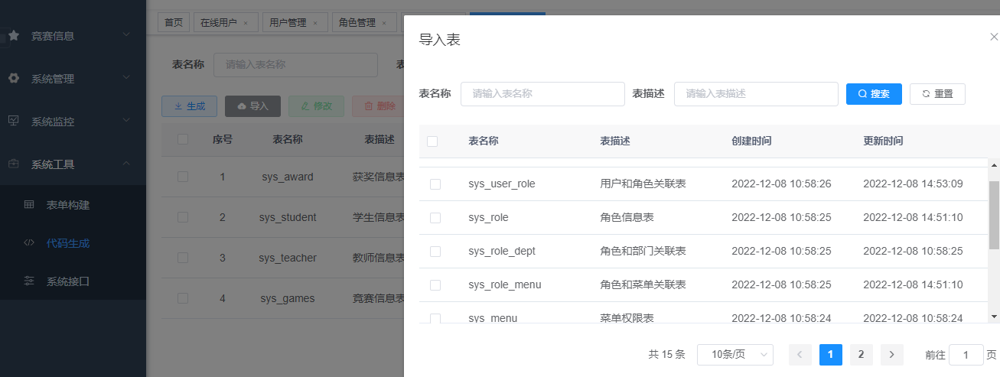 首页
在线用户 ×
用户管理 ×
角色管理 ×
竞赛信息
系统管理
系统监控
系统工具
表单构建
代码生成
系统接口
表名称 请输入表名称
生成 导入 修改 删除
序号 表名称 表描述
1 sys_award 获奖信息表
2 sys_student 学生信息表
3 sys_teacher 教师信息表
4 sys_games 竞赛信息表
导入表
表名称 请输入表名称 表描述 请输入表描述 搜索 重置
表名称 表描述 创建时间 更新时间
sys_user_role 用户和角色关联表 2022-12-08 10:58:26 2022-12-08 14:53:09
sys_role 角色信息表 2022-12-08 10:58:25 2022-12-08 14:51:10
sys_role_dept 角色和部门关联表 2022-12-08 10:58:25 2022-12-08 10:58:25
sys_role_menu 角色和菜单关联表 2022-12-08 10:58:25 2022-12-08 14:51:10
sys_menu 菜单权限表 2022-12-08 10:58:24 2022-12-08 10:58:24
共 15 条 10条/页 1 2 前往 1 页